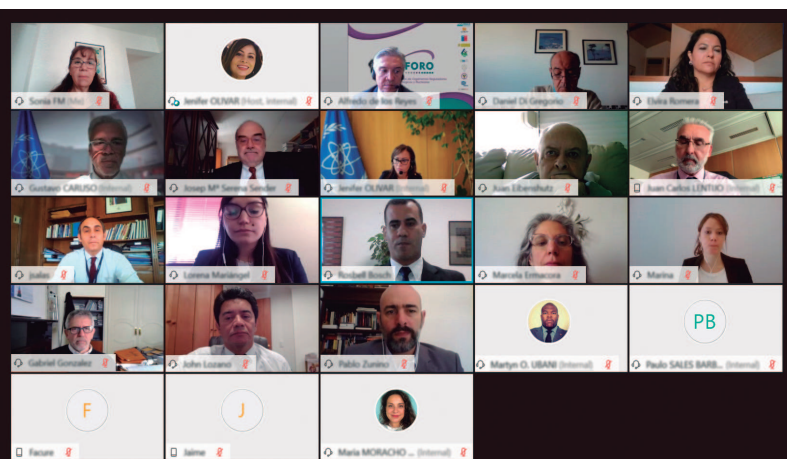 Sonia FM (Me)
Jenifer OLIVAR (Host, internal)
FORO
Alfredo de los Reyes
Daniel Di Gregorio
Elvira Romera
Gustavo CARUSO (Internal)
Josep Mª Serena Sender
Jenifer OLIVAR (Internal)
Juan Eibenshutz
Juan Carlos LENTIJO (Internal)
jsalas
Lorena Mariángel
Rosbell Bosch
Marcela Ermacora
Marina
Gabriel Gonzalez
John Lozano
Pablo Zunino
Martyn O. UBANI (Internal)
PB
Paulo SALES BARB... (Internal)
F
Facure
J
Jaime
Maria MORACHO ... (Internal)